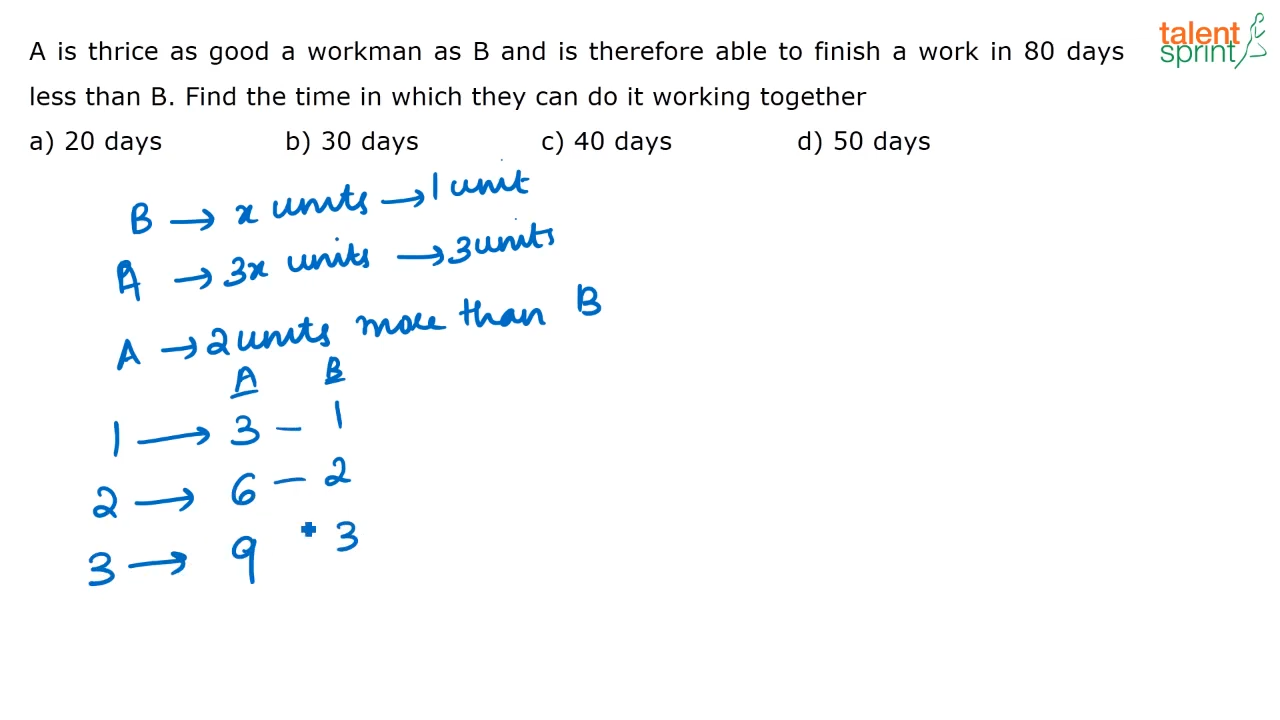 talent
sprint
A is thrice as good a workman as B and is therefore able to finish a work in 80 days
less than B. Find the time in which they can do it working together
a) 20 days b) 30 days c) 40 days d) 50 days
B → x units → 1 unit
A → 3x units → 3 units
A → 2 units more than B
A B
1 → 3 - 1
2 → 6 - 2
3 → 9 3